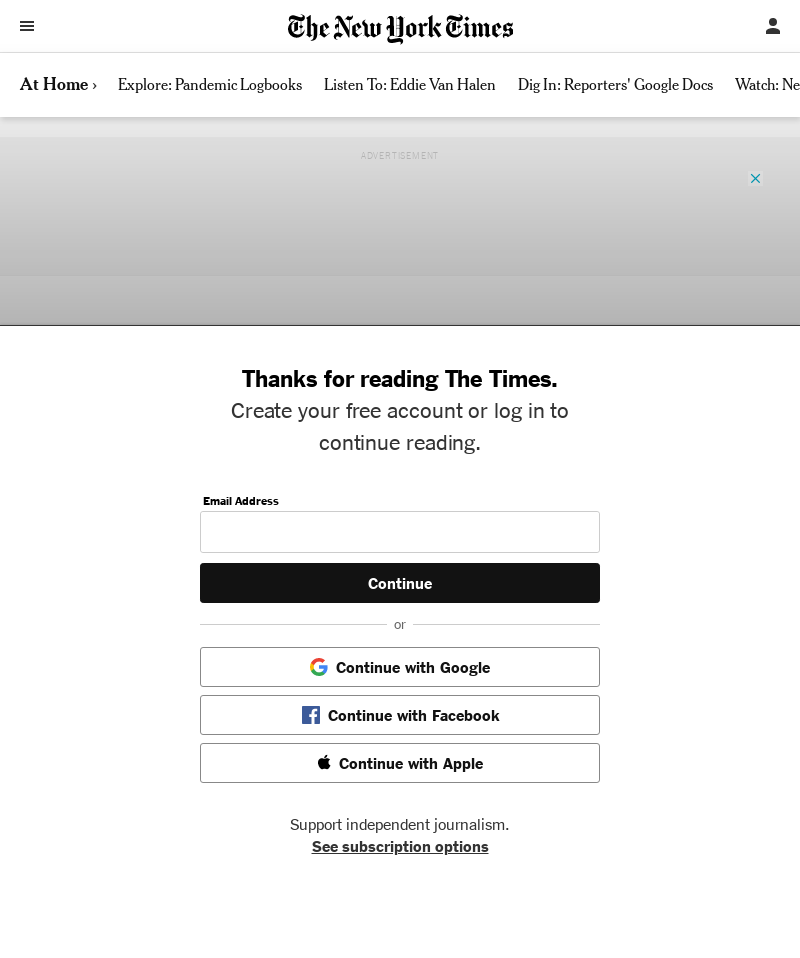 The New York Times
At Home ›
Explore: Pandemic Logbooks
Listen To: Eddie Van Halen
Dig In: Reporters' Google Docs
Watch: Ne
ADVERTISEMENT
Thanks for reading The Times.
Create your free account or log in to
continue reading.
Email Address
Continue
or
Continue with Google
Continue with Facebook
Continue with Apple
Support independent journalism.
See subscription options